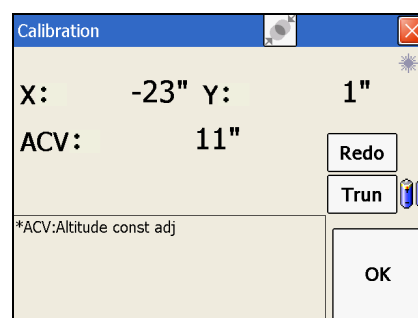 Calibration
X: -23" Y: 1"
ACV: 11"
Redo
Trun
*ACV:Altitude const adj
OK